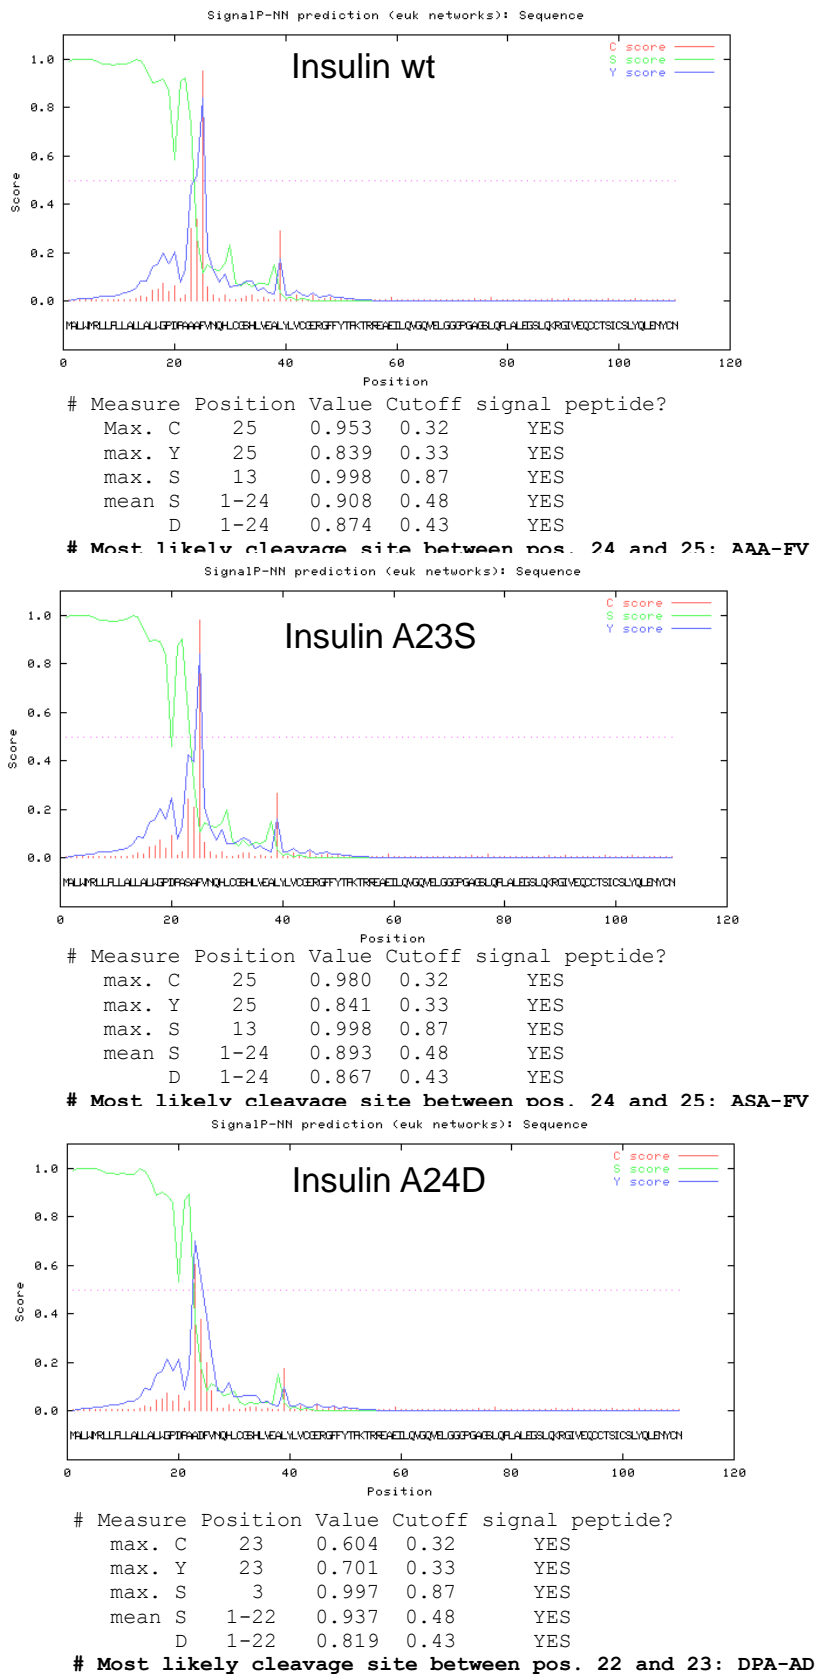 SignalP-NN prediction (euk networks): Sequence
C score
S score
Y score
Insulin wt
1.0
0.8
0.6
0.4
0.2
0.0
Score
0 20 40 60 80 100 120
Position
# Measure Position Value Cutoff signal peptide?
Max. C 25 0.953 0.32 YES
max. Y 25 0.839 0.33 YES
max. S 13 0.998 0.87 YES
mean S 1-24 0.908 0.48 YES
D 1-24 0.874 0.43 YES
# Most likely cleavage site between pos. 24 and 25: AAA-FV
SignalP-NN prediction (euk networks): Sequence
C score
S score
Y score
Insulin A23S
1.0
0.8
0.6
0.4
0.2
0.0
Score
0 20 40 60 80 100 120
Position
# Measure Position Value Cutoff signal peptide?
max. C 25 0.980 0.32 YES
max. Y 25 0.841 0.33 YES
max. S 13 0.998 0.87 YES
mean S 1-24 0.893 0.48 YES
D 1-24 0.867 0.43 YES
# Most likely cleavage site between pos. 24 and 25: ASA-FV
SignalP-NN prediction (euk networks): Sequence
C score
S score
Y score
Insulin A24D
1.0
0.8
0.6
0.4
0.2
0.0
Score
0 20 40 60 80 100 120
Position
# Measure Position Value Cutoff signal peptide?
max. C 23 0.604 0.32 YES
max. Y 23 0.701 0.33 YES
max. S 3 0.997 0.87 YES
mean S 1-22 0.937 0.48 YES
D 1-22 0.819 0.43 YES
# Most likely cleavage site between pos. 22 and 23: DPA-AD